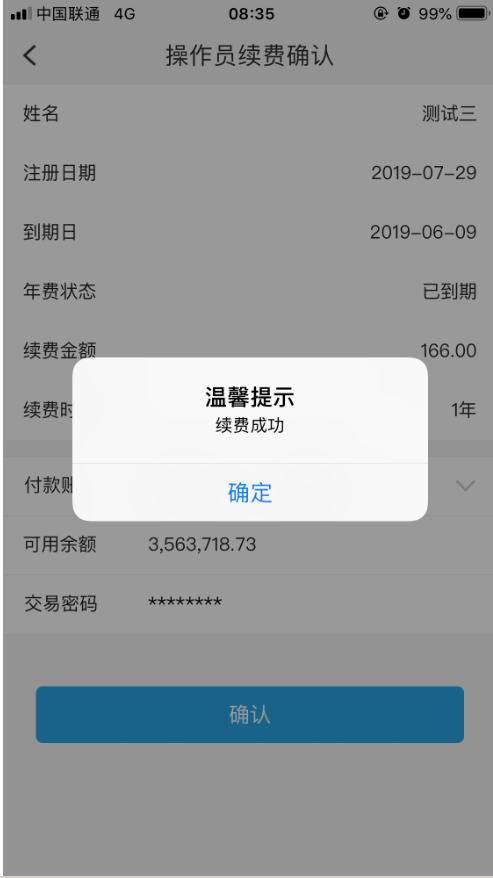 中国联通 4G 08:35 99%
操作员续费确认
姓名 测试三
注册日期 2019-07-29
到期日 2019-06-09
年费状态 已到期
续费金额 166.00
温馨提示
续费时 1年
续费成功
付款账
确定
可用余额 3,563,718.73
交易密码 ********
确认